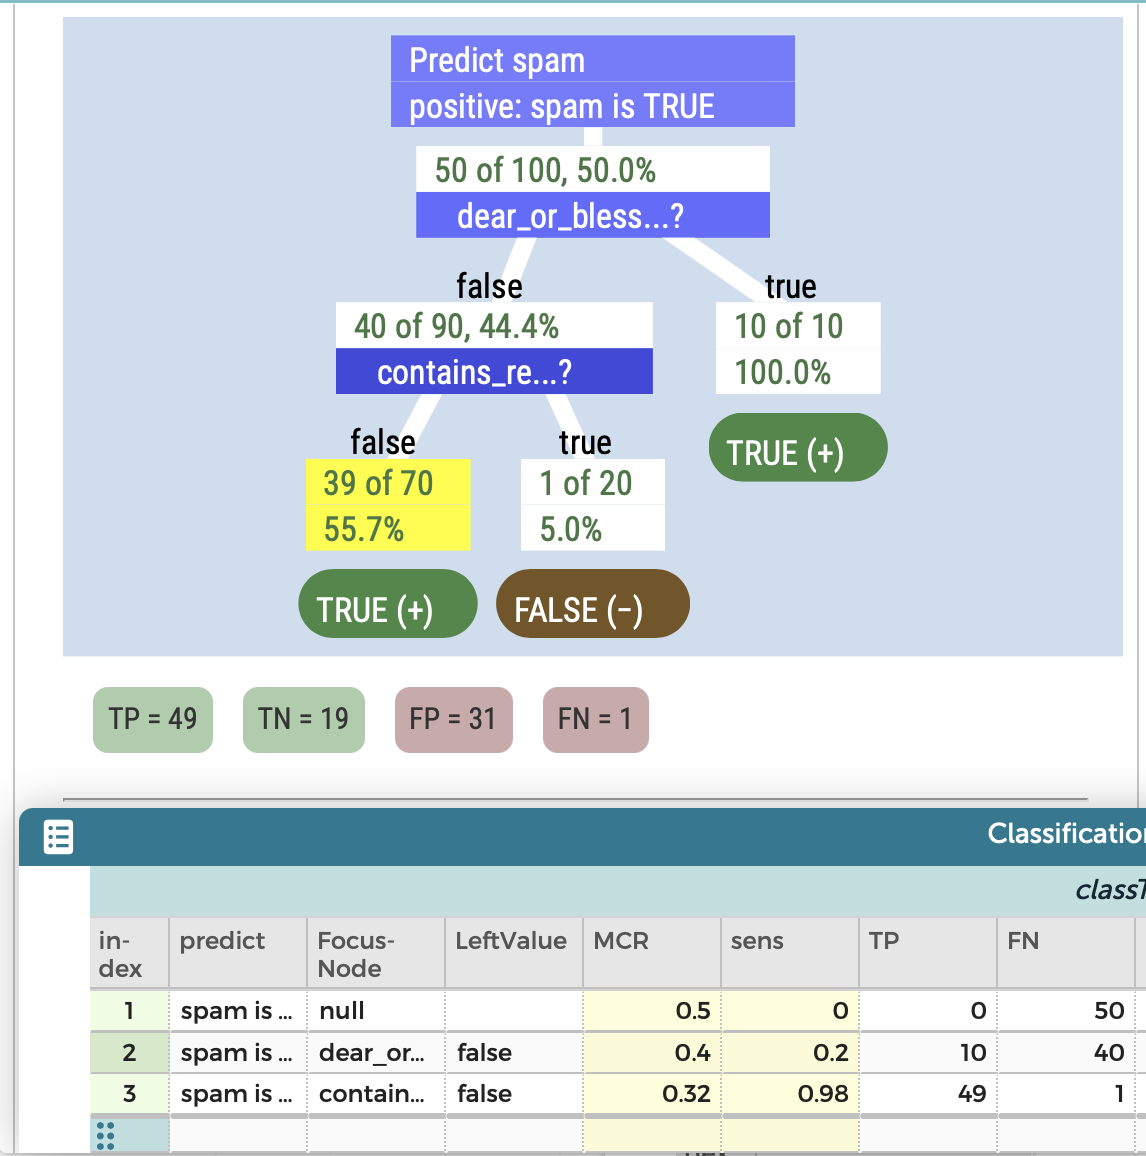 Predict spam
positive: spam is TRUE
50 of 100, 50.0%
dear_or_bless...?
false
true
40 of 90, 44.4%
10 of 10
contains_re...?
100.0%
false
true
TRUE (+)
39 of 70
1 of 20
55.7%
5.0%
TRUE (+)
FALSE (−)
TP = 49
TN = 19
FP = 31
FN = 1
Classificatio
classT
in-
dex
predict
Focus-
Node
LeftValue
MCR
sens
TP
FN
1 spam is ... null 0.5 0 0 50
2 spam is ... dear_or... false 0.4 0.2 10 40
3 spam is ... contain... false 0.32 0.98 49 1